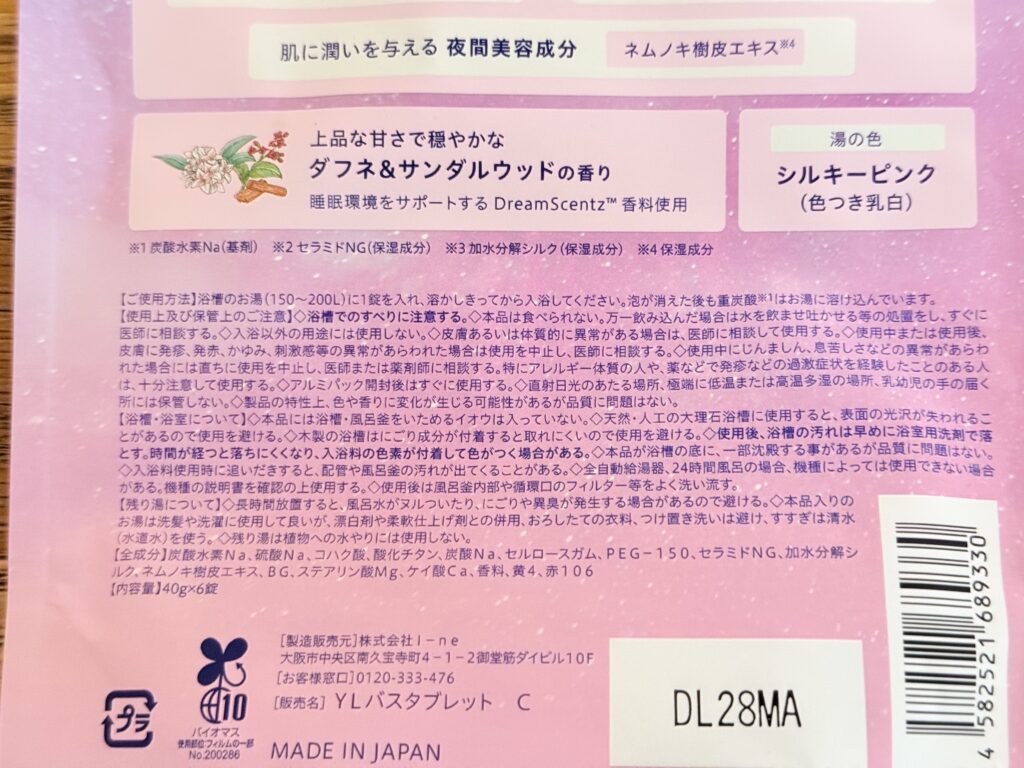 肌に潤いを与える 夜間美容成分 ネムノキ樹皮エキス※4
上品な甘さで穏やかな
ダフネ&サンダルウッドの香り
睡眠環境をサポートする DreamScentz™ 香料使用
湯の色
シルキーピンク
(色つき乳白)
※1 炭酸水素Na(基剤) ※2 セラミドNG(保湿成分) ※3 加水分解シルク(保湿成分) ※4 保湿成分
【ご使用方法】浴槽のお湯(150〜200L)に1錠を入れ、溶かしきってから入浴してください。泡が消えた後も重炭酸※1はお湯に溶け込んでいます。
【使用上及び保管上のご注意】◇浴槽でのすべりに注意する。◇本品は食べられない。万一飲み込んだ場合は水を飲ませ吐かせる等の処置をし、すぐに
医師に相談する。◇入浴以外の用途には使用しない。◇皮膚あるいは体質的に異常がある場合は、医師に相談して使用する。◇使用中または使用後、
皮膚に発疹、発赤、かゆみ、刺激感等の異常があらわれた場合は使用を中止し、医師に相談する。◇使用中にじんましん、息苦しさなどの異常があらわ
れた場合には直ちに使用を中止し、医師または薬剤師に相談する。特にアレルギー体質の人や、薬などで発疹などの過激症状を経験したことのある人
は、十分注意して使用する。◇アルミパック開封後はすぐに使用する。◇直射日光のあたる場所、極端に低温または高温多湿の場所、乳幼児の手の届く
所には保管しない。◇製品の特性上、色や香りに変化が生じる可能性があるが品質に問題はない。
【浴槽・浴室について】◇本品には浴槽・風呂釜をいためるイオウは入っていない。◇天然・人工の大理石浴槽に使用すると、表面の光沢が失われるこ
とがあるので使用を避ける。◇木製の浴槽はにごり成分が付着すると取れにくいので使用を避ける。◇使用後、浴槽の汚れは早めに浴室用洗剤で落と
す。時間が経つと落ちにくくなり、入浴料の色素が付着して色がつく場合がある。◇本品が浴槽の底に、一部沈殿する事があるが品質に問題はない。
◇入浴料使用時に追いだきすると、配管や風呂釜の汚れが出てくることがある。◇全自動給湯器、24時間風呂の場合、機種によっては使用できない場合
がある。機種の説明書を確認の上使用する。◇使用後は風呂釜内部や循環口のフィルター等をよく洗い流す。
【残り湯について】◇長時間放置すると、風呂水がヌルついたり、にごりや異臭が発生する場合があるので避ける。◇本品入りの
お湯は洗髪や洗濯に使用して良いが、漂白剤や柔軟仕上げ剤との併用、おろしたての衣料、つけ置き洗いは避け、すすぎは清水
(水道水)を使う。◇残り湯は植物への水やりには使用しない。
【全成分】炭酸水素Na、硫酸Na、コハク酸、酸化チタン、炭酸Na、セルロースガム、PEG-150、セラミドNG、加水分解シ
ルク、ネムノキ樹皮エキス、BG、ステアリン酸Mg、ケイ酸Ca、香料、黄4、赤106
【内容量】40g×6錠
[製造販売元]株式会社I-ne
大阪市中央区南久宝寺町4-1-2御堂筋ダイビル10F
[お客様窓口]0120-333-476
[販売名] YLバスタブレット C
MADE IN JAPAN
プラ
10
バイオマス
使用部位:フィルムの一部
No.200286
DL28MA
4 582521 689330